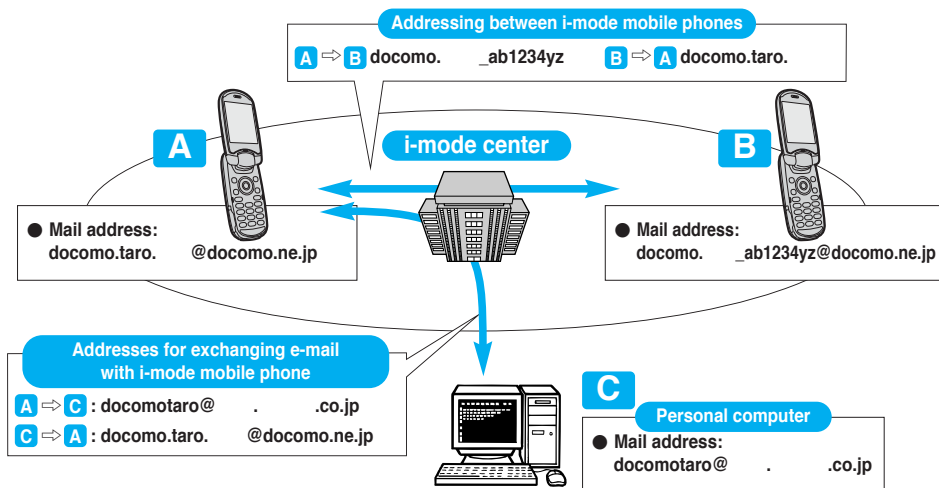 Addressing between i-mode mobile phones
A ⇨ B docomo. _ab1234yz B ⇨ A docomo.taro.
A
i-mode center
B
● Mail address:
docomo.taro. @docomo.ne.jp
● Mail address:
docomo. _ab1234yz@docomo.ne.jp
Addresses for exchanging e-mail
with i-mode mobile phone
A ⇨ C : docomotaro@ . .co.jp
C ⇨ A : docomo.taro. @docomo.ne.jp
C
Personal computer
● Mail address:
docomotaro@ . .co.jp